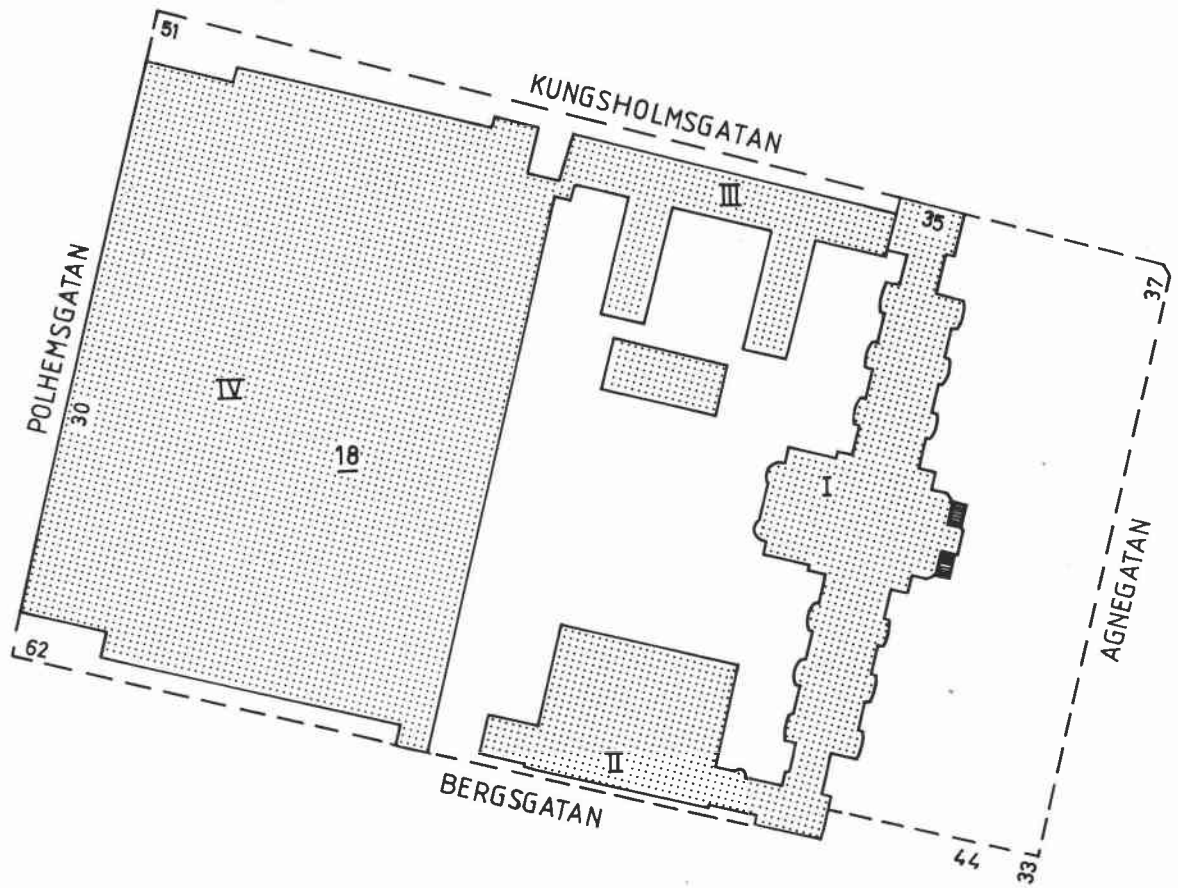 51
KUNGSHOLMSGATAN
III
35
37
POLHEMSGATAN
30
IV
18
I
AGNEGATAN
62
II
BERGSGATAN
44
33